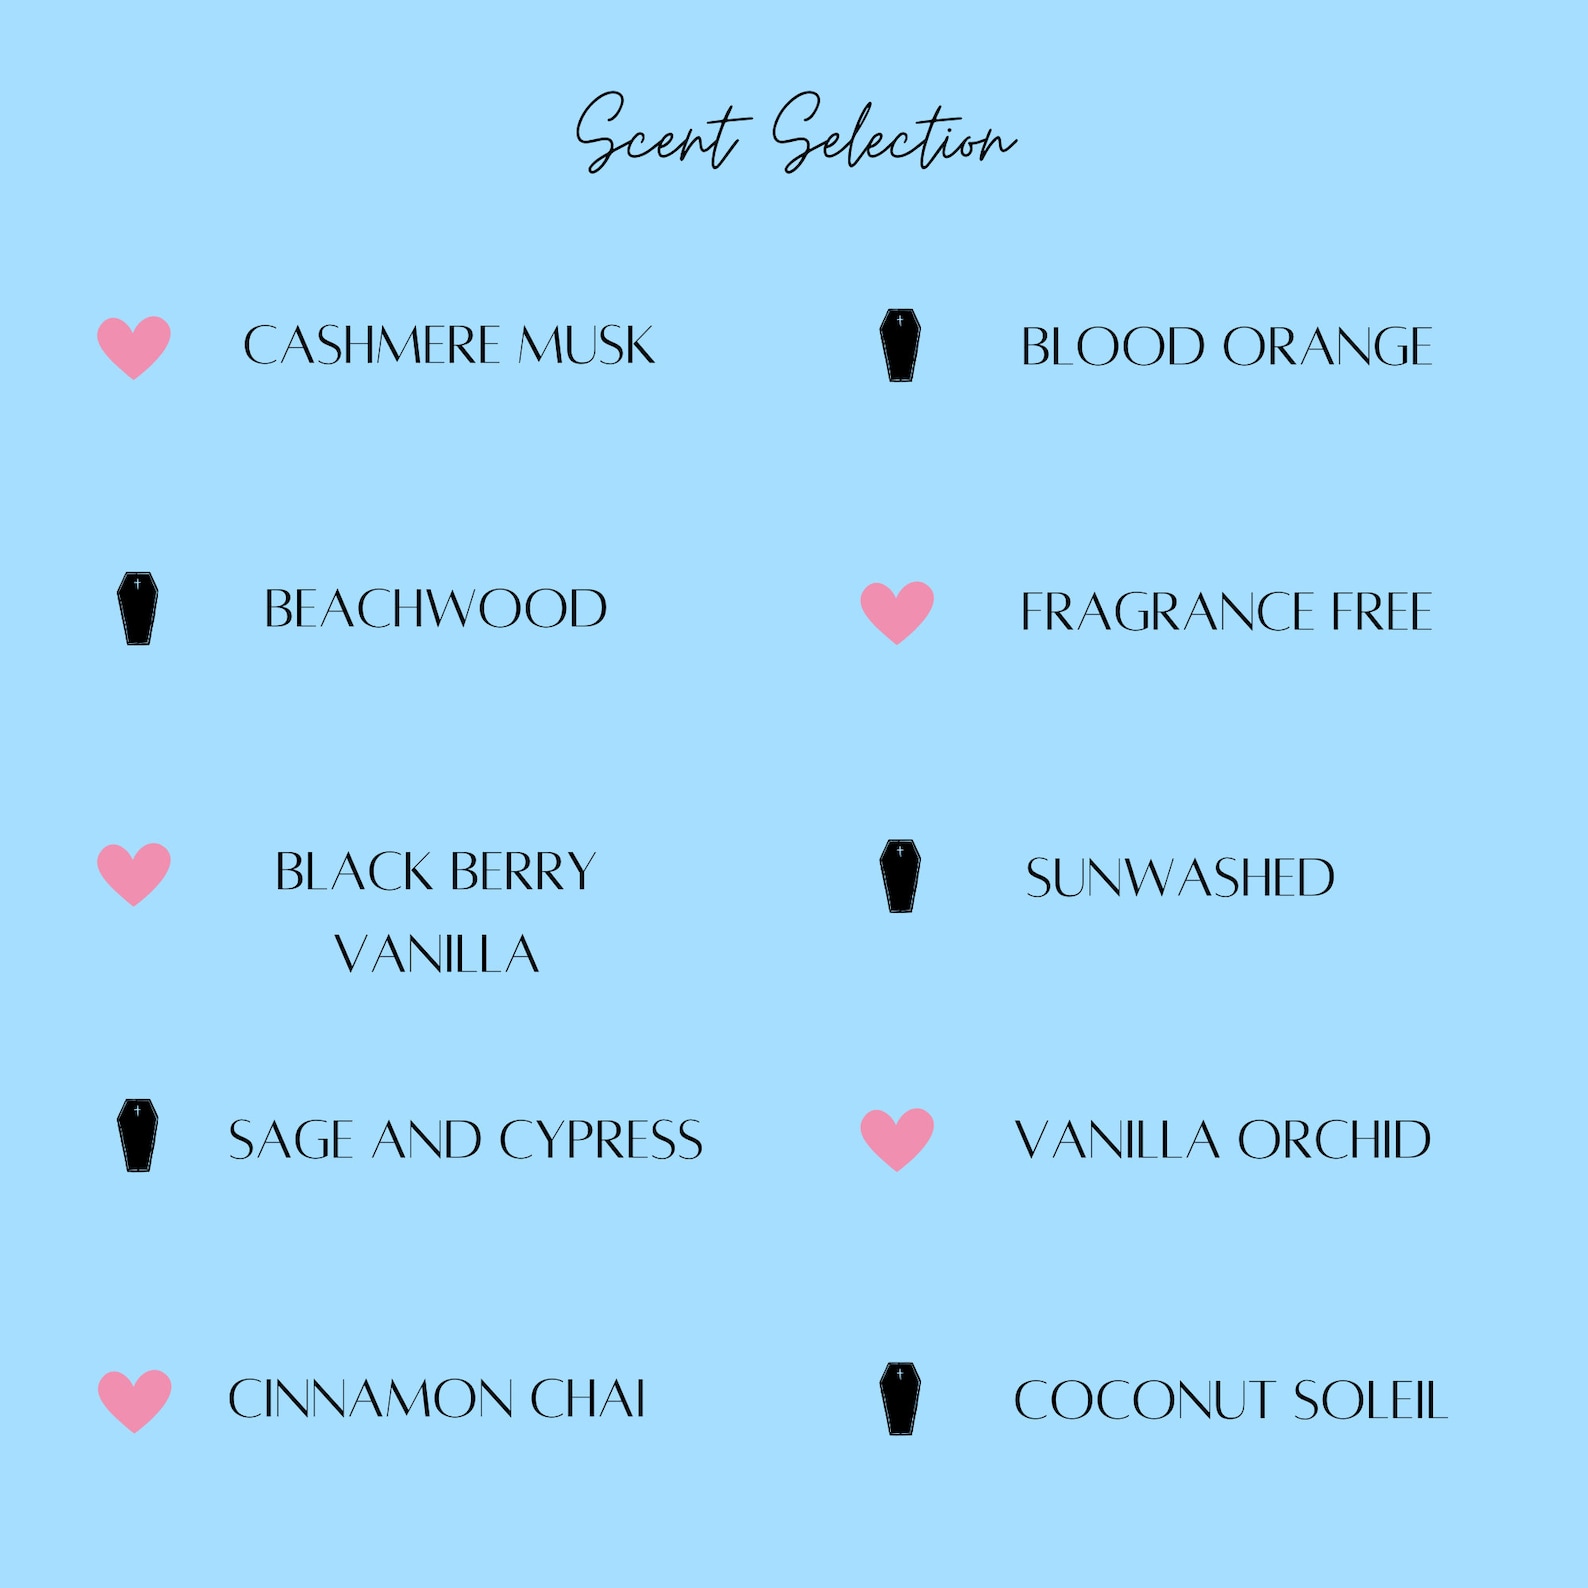 Scent Selection
CASHMERE MUSK
BLOOD ORANGE
BEACHWOOD
FRAGRANCE FREE
BLACK BERRY
VANILLA
SUNWASHED
SAGE AND CYPRESS
VANILLA ORCHID
CINNAMON CHAI
COCONUT SOLEIL